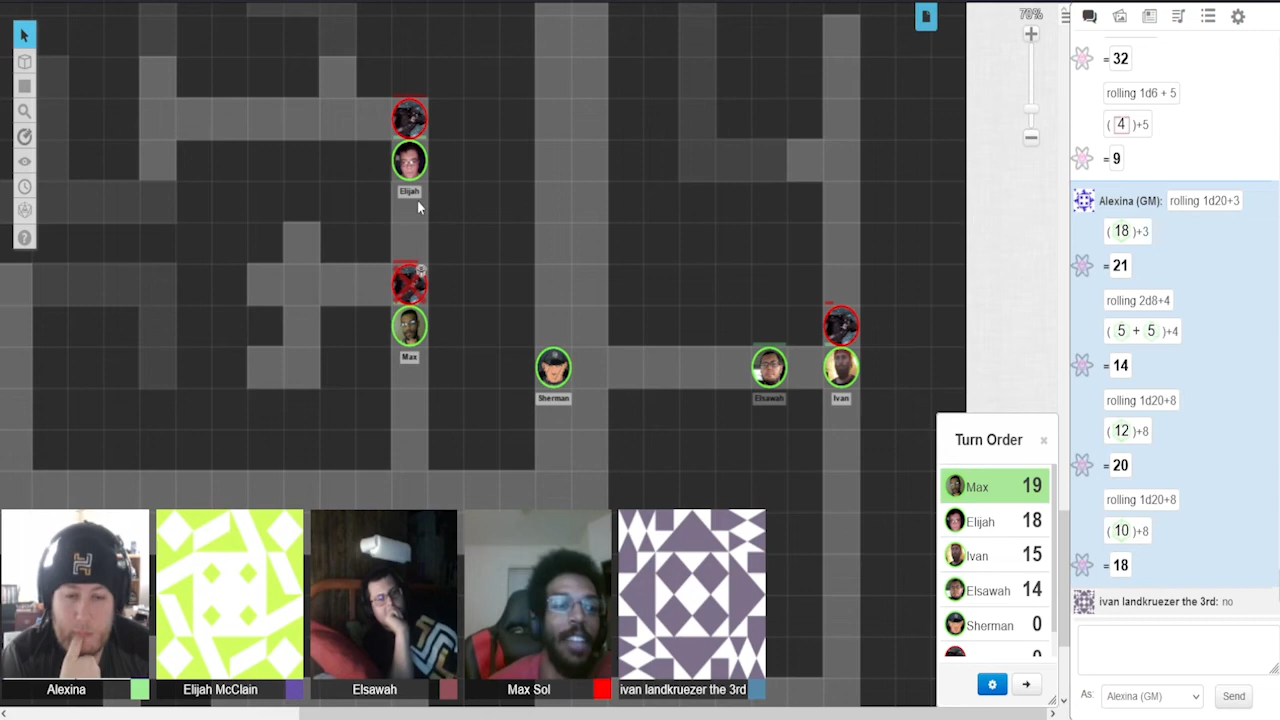 70%
= 32
rolling 1d6 + 5
( 4 )+5
= 9
Alexina (GM): rolling 1d20+3
( 18 )+3
= 21
rolling 2d8+4
( 5 + 5 )+4
= 14
rolling 1d20+8
( 12 )+8
= 20
rolling 1d20+8
( 10 )+8
= 18
ivan landkruezer the 3rd: no
As: Alexina (GM) Send
Elijah
Max
Sherman
Elsawah
Ivan
Turn Order ×
Max 19
Elijah 18
Ivan 15
Elsawah 14
Sherman 0
Alexina
Elijah McClain
Elsawah
Max Sol
ivan landkruezer the 3rd